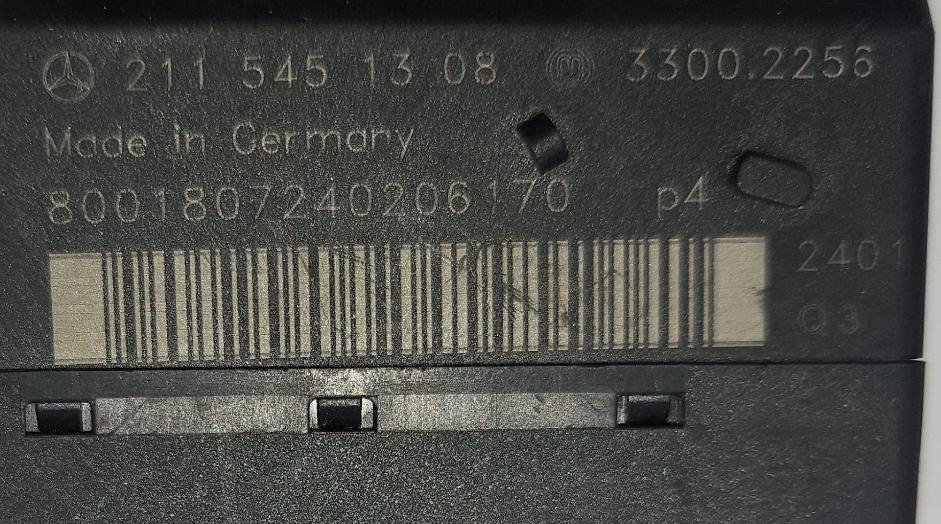 211 545 13 08 M 3300.2256
Made in Germany
8001807240206170 p4
2401
Q3